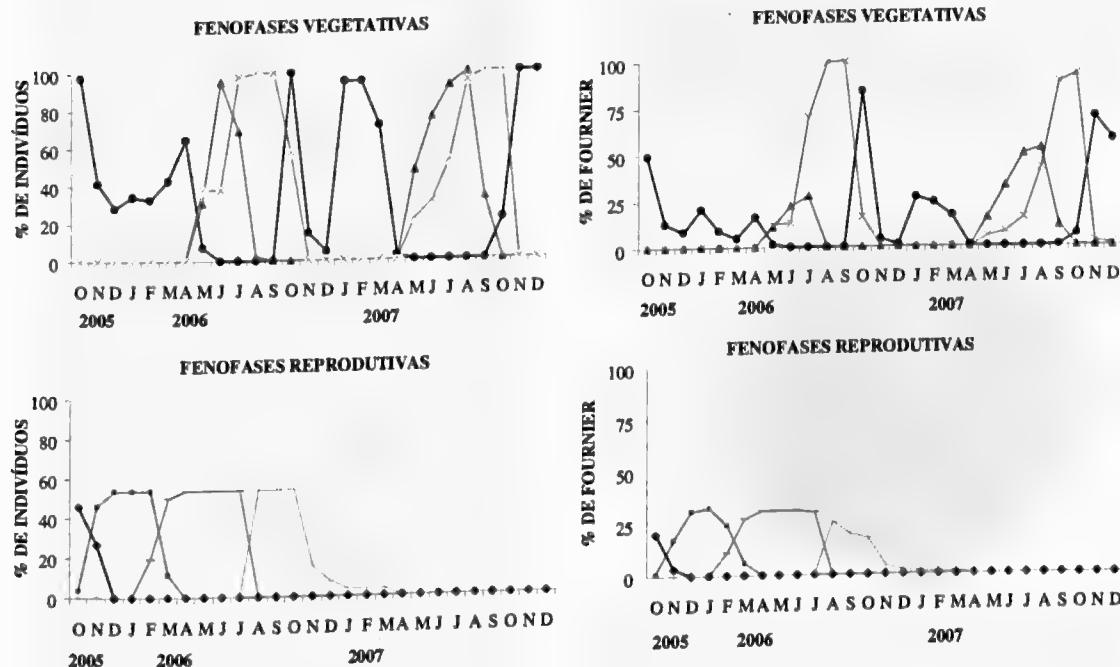 FENOFASES VEGETATIVAS
% DE INDIVÍDUOS
100
80
60
40
20
0
O N D J F M A M J J A S O N D J F M A M J J A S O N D
2005 2006 2007
FENOFASES VEGETATIVAS
% DE FOURNIER
100
75
50
25
0
O N D J F M A M J J A S O N D J F M A M J J A S O N D
2005 2006 2007
FENOFASES REPRODUTIVAS
% DE INDIVÍDUOS
100
80
60
40
20
0
O N D J F M A M J J A S O N D J F M A M J J A S O N D
2005 2006 2007
FENOFASES REPRODUTIVAS
% DE FOURNIER
100
75
50
25
0
O N D J F M A M J J A S O N D J F M A M J J A S O N D
2005 2006 2007